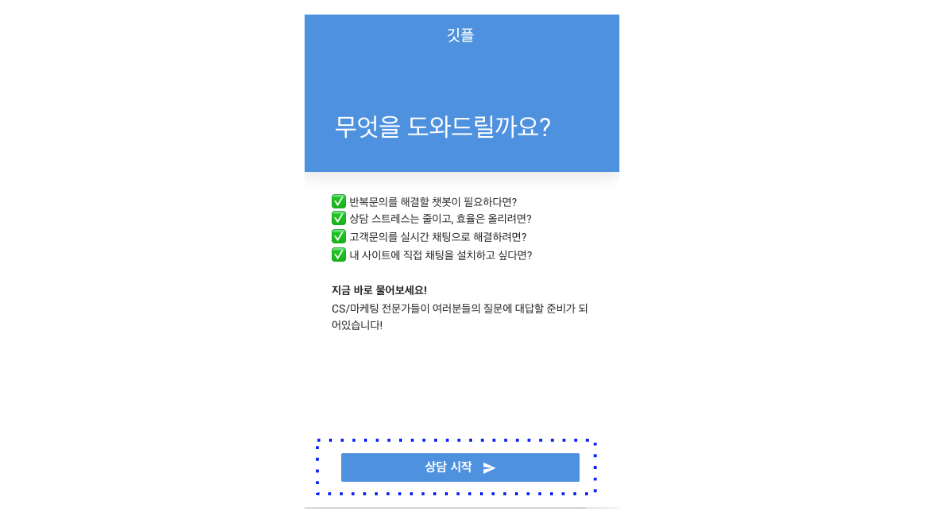 깃플
무엇을 도와드릴까요?
✅ 반복문의를 해결할 챗봇이 필요하다면?
✅ 상담 스트레스는 줄이고, 효율은 올리려면?
✅ 고객문의를 실시간 채팅으로 해결하려면?
✅ 내 사이트에 직접 채팅을 설치하고 싶다면?
지금 바로 물어보세요!
CS/마케팅 전문가들이 여러분들의 질문에 대답할 준비가 되
어있습니다!
상담 시작